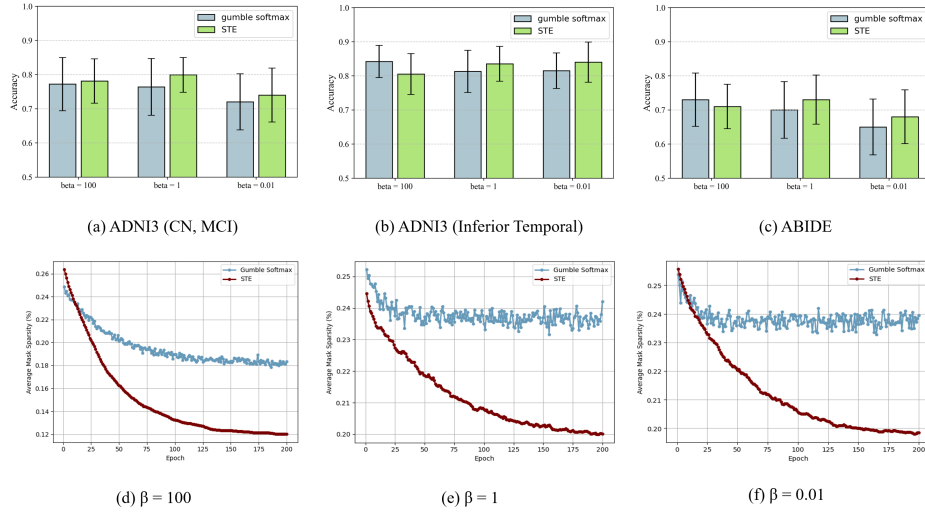 1.0
0.9
0.8
0.7
0.6
0.5
Accuracy
gumble softmax
STE
beta = 100
beta = 1
beta = 0.01
(a) ADNI3 (CN, MCI)
1.0
0.9
0.8
0.7
0.6
0.5
Accuracy
gumble softmax
STE
beta = 100
beta = 1
beta = 0.01
(b) ADNI3 (Inferior Temporal)
1.0
0.9
0.8
0.7
0.6
0.5
Accuracy
gumble softmax
STE
beta = 100
beta = 1
beta = 0.01
(c) ABIDE
0.26
0.24
0.22
0.20
0.18
0.16
0.14
0.12
Average Mask Sparsity (%)
Gumble Softmax
STE
0 25 50 75 100 125 150 175 200
Epoch
(d) β = 100
0.25
0.24
0.23
0.22
0.21
0.20
Average Mask Sparsity (%)
Gumble Softmax
STE
0 25 50 75 100 125 150 175 200
Epoch
(e) β = 1
0.25
0.24
0.23
0.22
0.21
0.20
Average Mask Sparsity (%)
Gumble Softmax
STE
0 25 50 75 100 125 150 175 200
Epoch
(f) β = 0.01